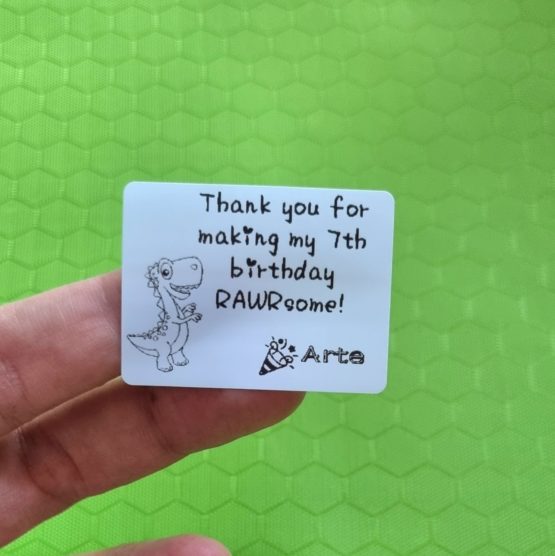 Thank you for
making my 7th
birthday
RAWRsome!
Arte